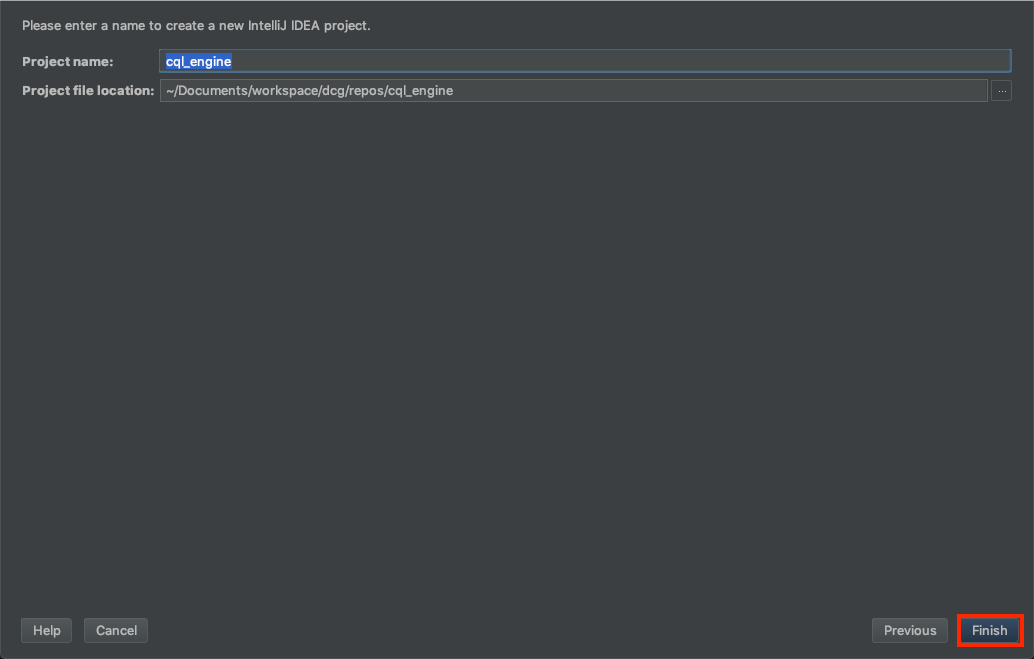 Please enter a name to create a new IntelliJ IDEA project.
Project name: cql_engine
Project file location: ~/Documents/workspace/dcg/repos/cql_engine ...
Help Cancel Previous Finish